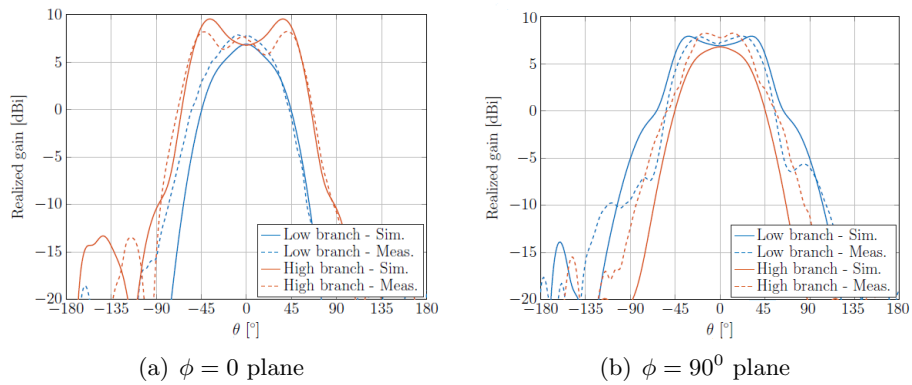 10
5
0
−5
−10
−15
−20
Realized gain [dBi]
Low branch - Sim.
Low branch - Meas.
High branch - Sim.
High branch - Meas.
−180 −135 −90 −45 0 45 90 135 180
θ [°]
(a) ϕ = 0 plane
10
5
0
−5
−10
−15
−20
Realized gain [dBi]
Low branch - Sim.
Low branch - Meas.
High branch - Sim.
High branch - Meas.
−180 −135 −90 −45 0 45 90 135 180
θ [°]
(b) ϕ = 90⁰ plane